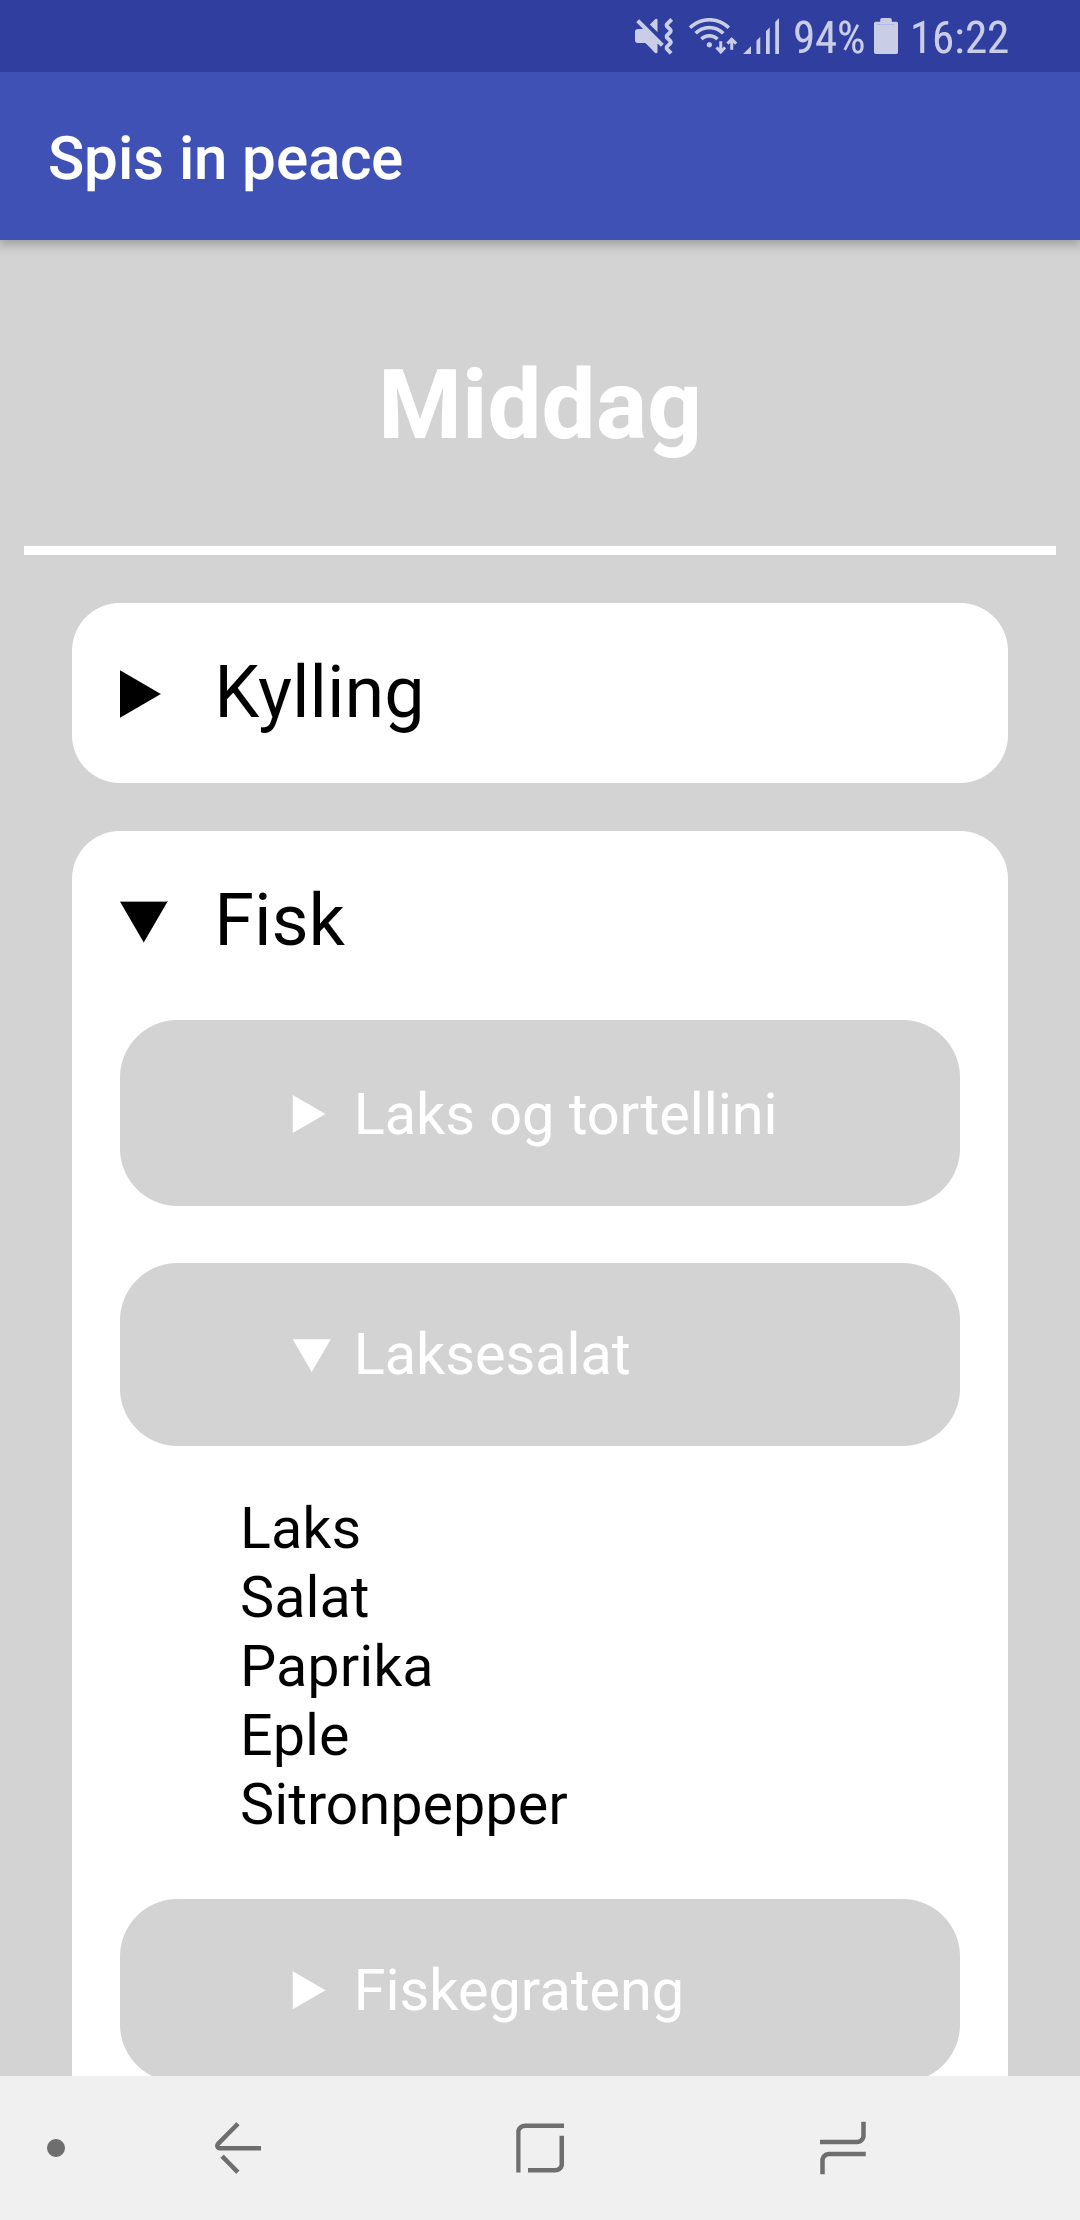 94% 16:22
Spis in peace
Middag
Kylling
Fisk
Laks og tortellini
Laksesalat
Laks
Salat
Paprika
Eple
Sitronpepper
Fiskegrateng